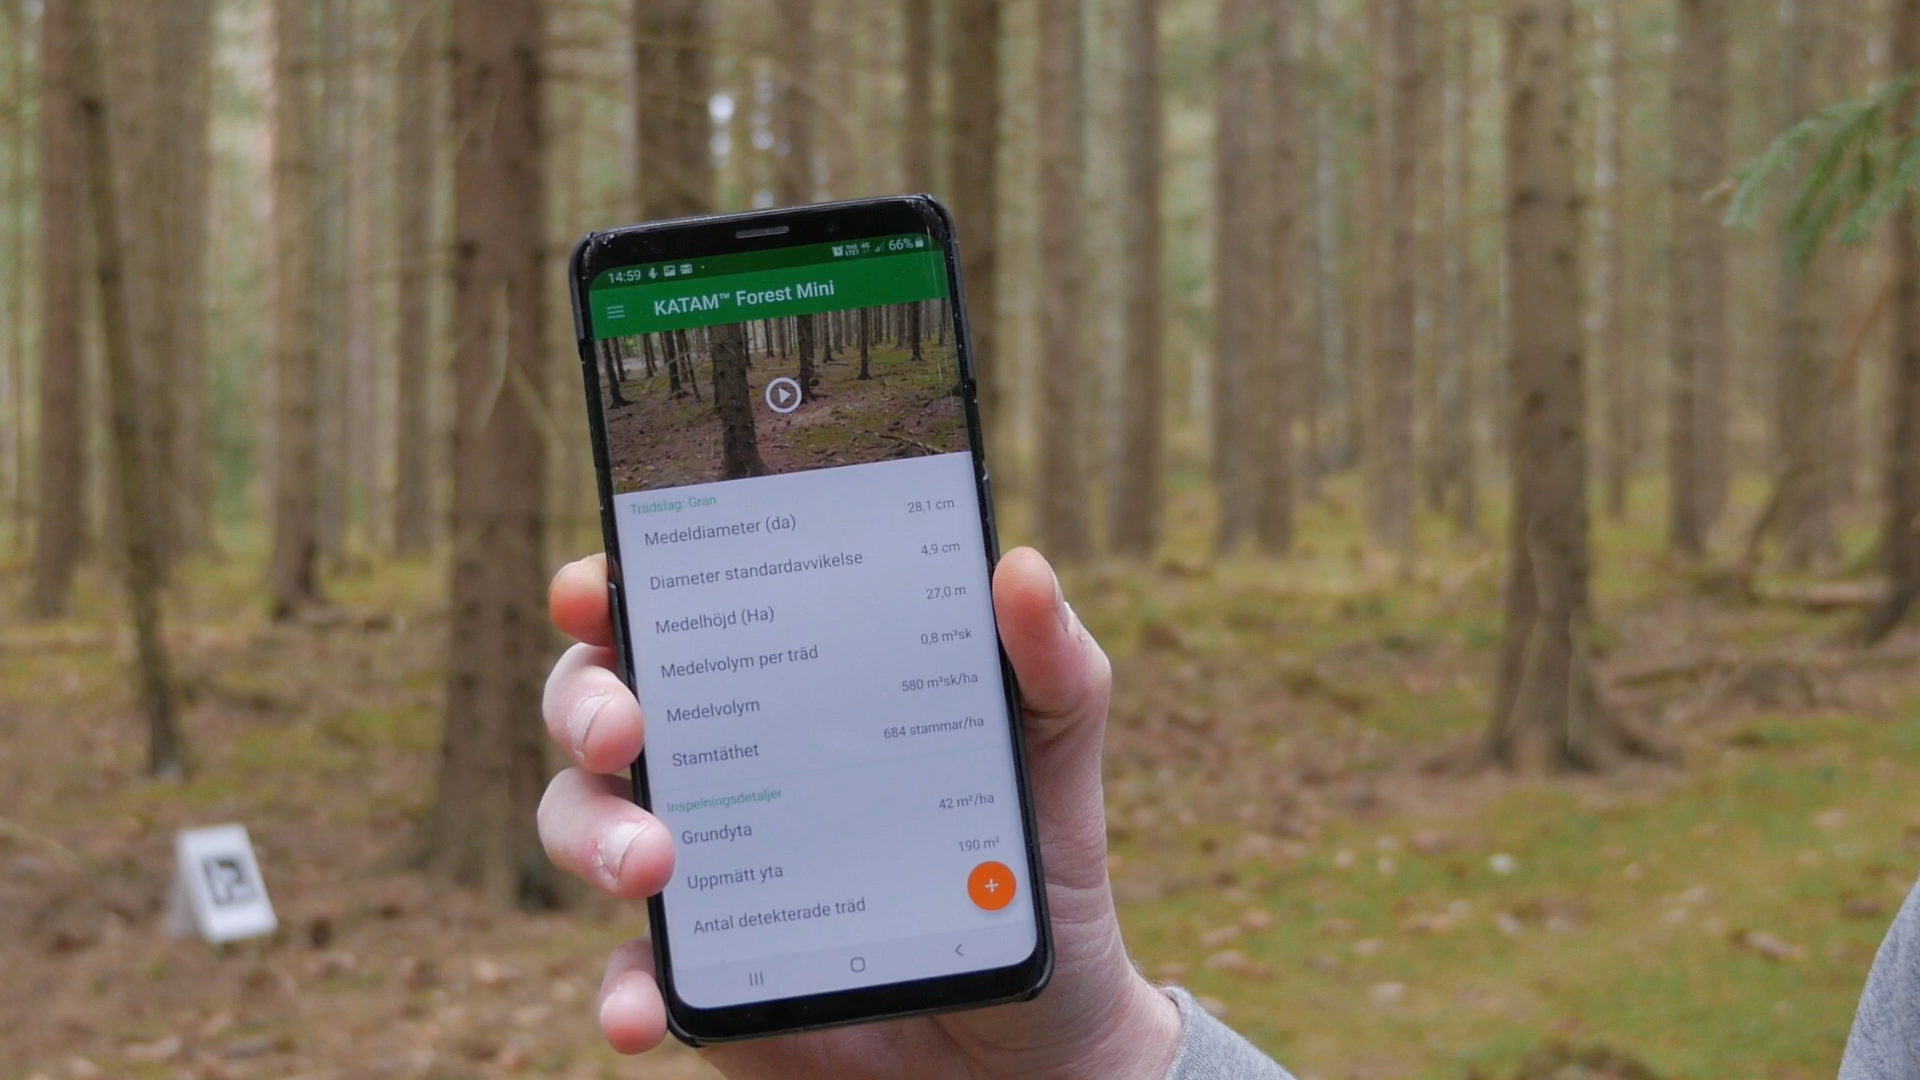 14:59 66%
KATAM™ Forest Mini
Trädslag: Gran
Medeldiameter (da) 28,1 cm
Diameter standardavvikelse 4,9 cm
Medelhöjd (Ha) 27,0 m
Medelvolym per träd 0,8 m³sk
Medelvolym 580 m³sk/ha
Stamtäthet 684 stammar/ha
Inspelningsdetaljer
Grundyta 42 m²/ha
Uppmätt yta 190 m²
Antal detekterade träd
+